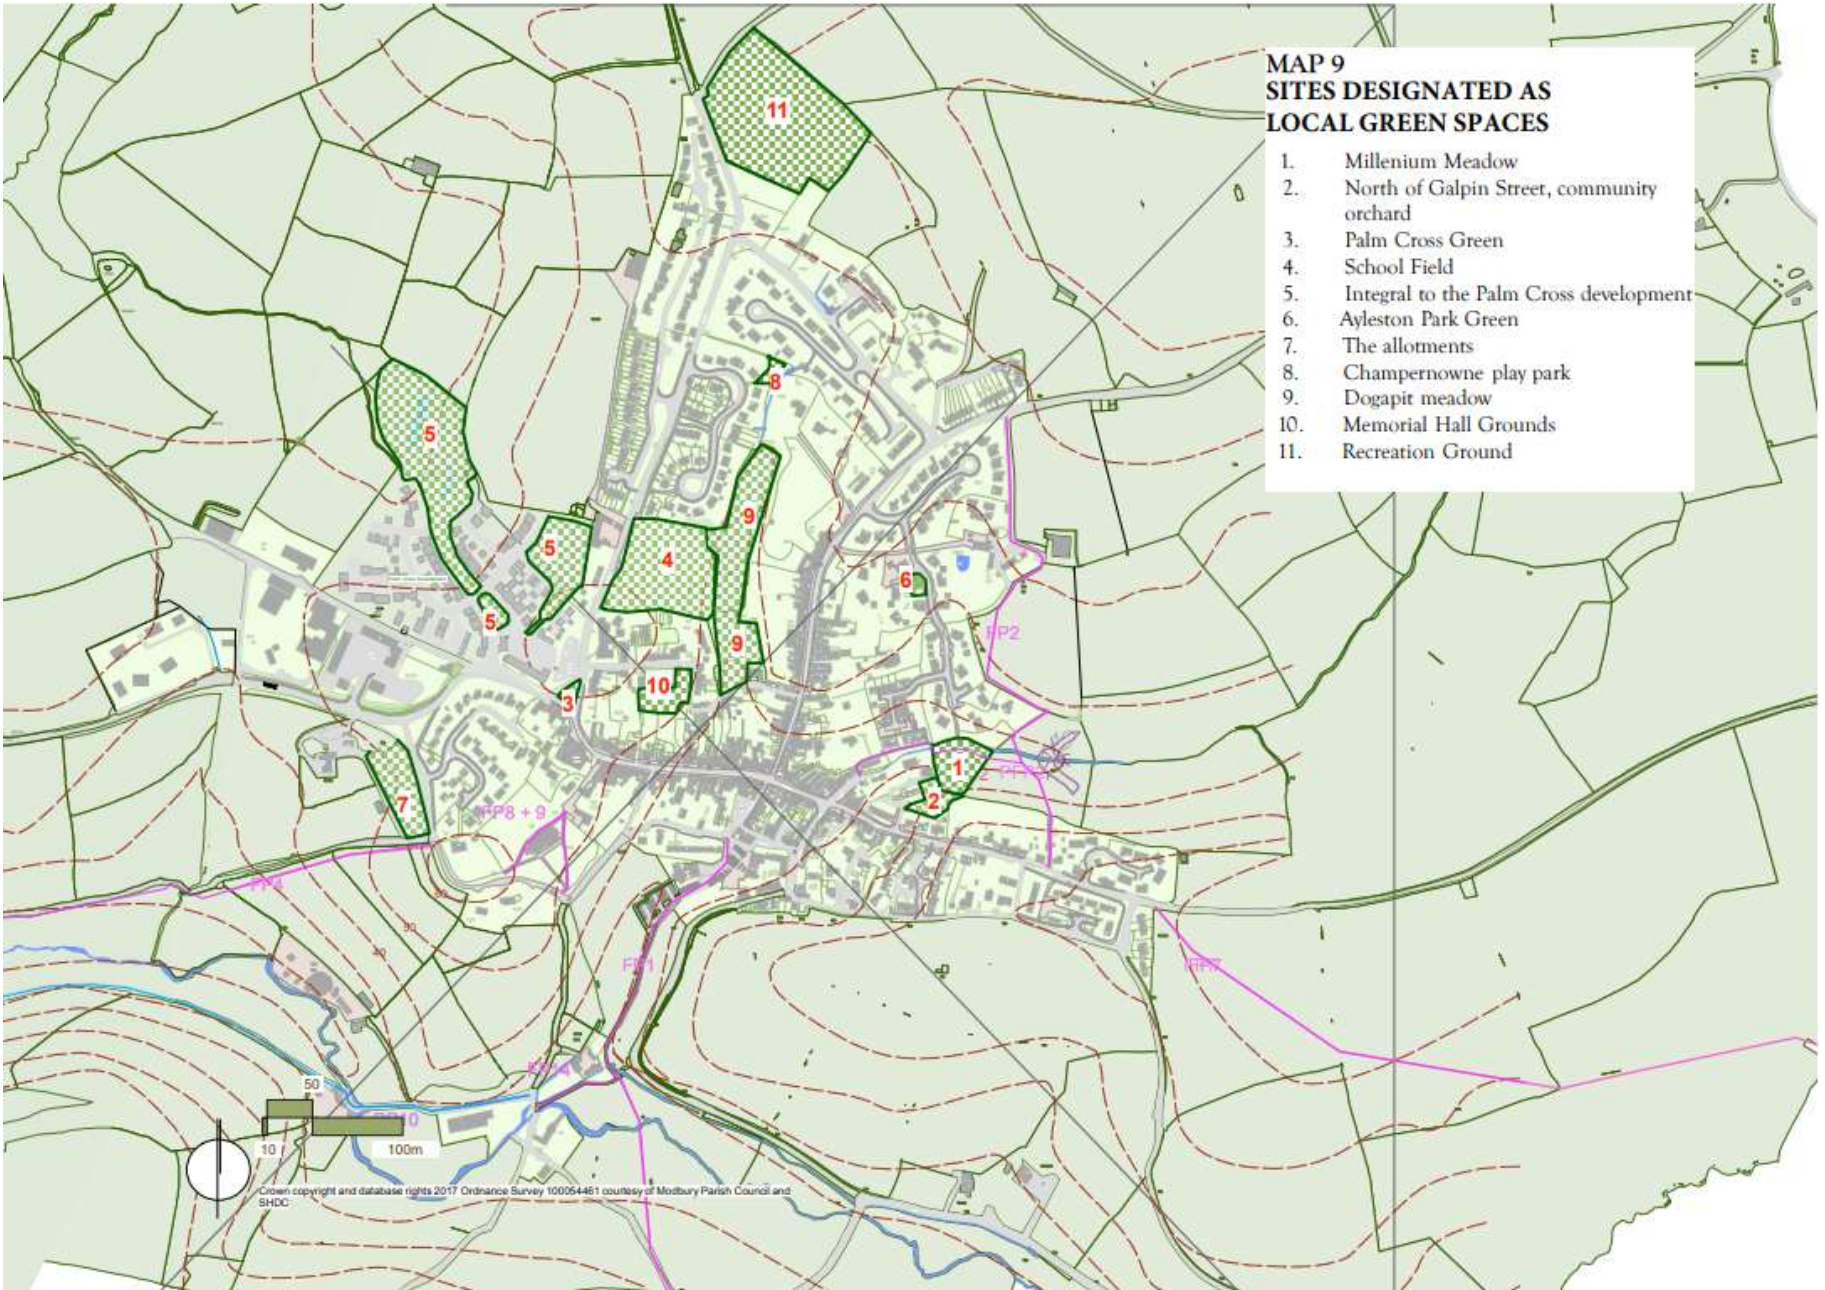 MAP 9
SITES DESIGNATED AS
LOCAL GREEN SPACES
1. Millenium Meadow
2. North of Galpin Street, community
orchard
3. Palm Cross Green
4. School Field
5. Integral to the Palm Cross development
6. Ayleston Park Green
7. The allotments
8. Champernowne play park
9. Dogapit meadow
10. Memorial Hall Grounds
11. Recreation Ground
11
8
5
9
5
4
6
5
9
FP2
10
3
1
2
7
FP8 + 9
FP4
50
40
FP1
FP7
50
10
100m
Crown copyright and database rights 2017 Ordnance Survey 100054461 courtesy of Modbury Parish Council and
SHDC